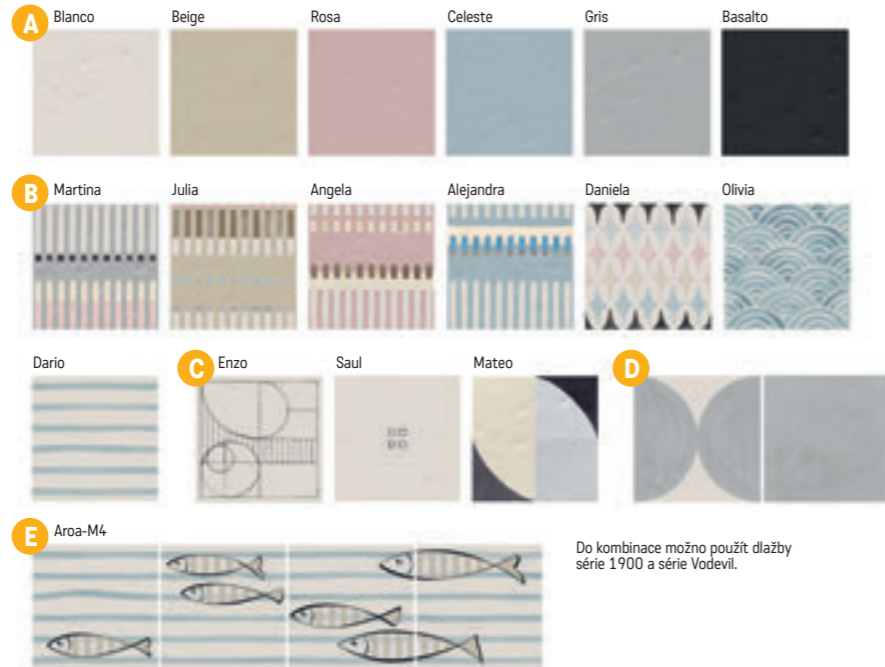 A Blanco Beige Rosa Celeste Gris Basalto
B Martina Julia Angela Alejandra Daniela Olivia
Dario C Enzo Saul Mateo D
E Aroa-M4
Do kombinace možno použít dlažby
série 1900 a série Vodevil.